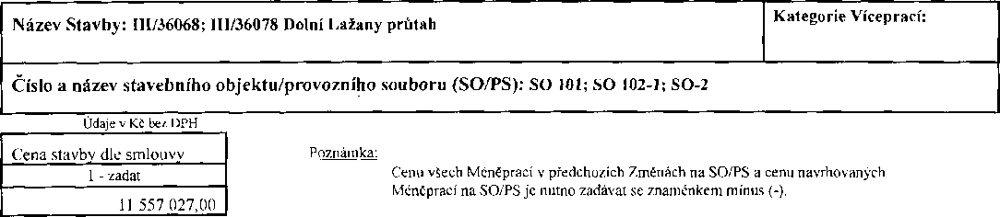 Název Stavby: III/36068; III/36078 Dolní Lažany průtah
Kategorie Víceprací:
Číslo a název stavebního objektu/provozního souboru (SO/PS): SO 101; SO 102-1; SO-2
Údaje v Kč bez DPH
Cena stavby dle smlouvy
1 - zadat
11 557 027,00
Poznámka:
Cenu všech Méněprací v předchozích Změnách na SO/PS a cenu navrhovaných
Méněprací na SO/PS je nutno zadávat se znaménkem mínus (-).